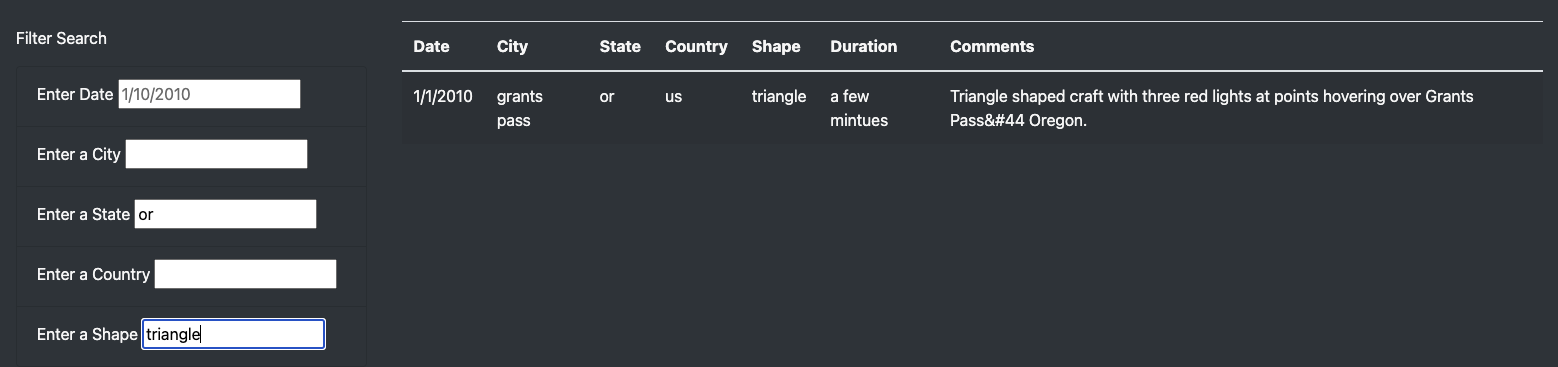 Filter Search
Enter Date 1/10/2010
Enter a City
Enter a State or
Enter a Country
Enter a Shape triangle
Date City State Country Shape Duration Comments
1/1/2010 grants or us triangle a few Triangle shaped craft with three red lights at points hovering over Grants
pass mintues Pass&#44 Oregon.